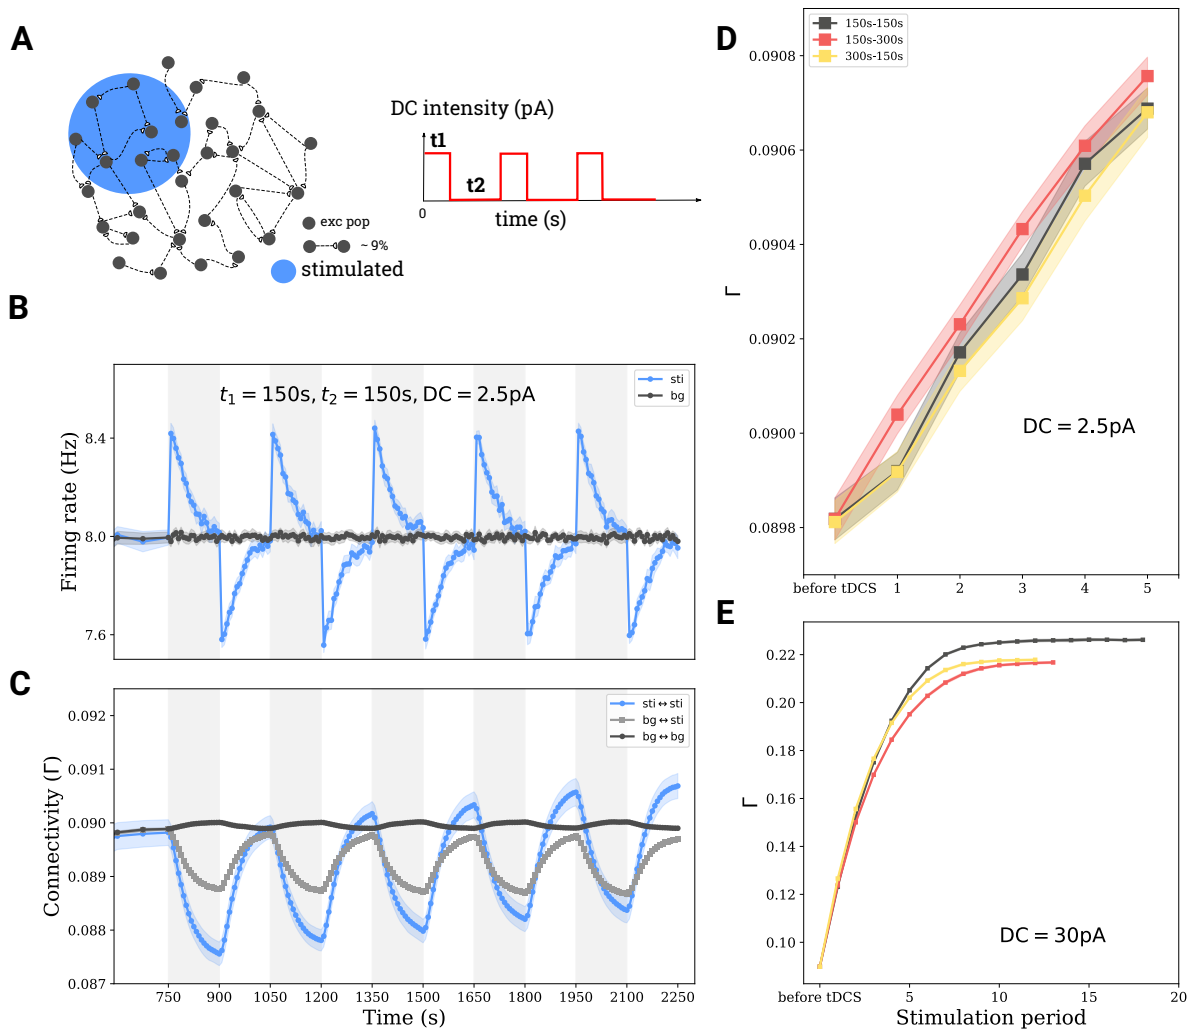 A
DC intensity (pA)
t1
t2
0
time (s)
exc pop
~9%
stimulated
B
t₁ = 150s, t₂ = 150s, DC = 2.5pA
sti
bg
8.4
8.0
7.6
Firing rate (Hz)
C
sti↔sti
bg↔sti
bg↔bg
0.092
0.091
0.090
0.089
0.088
0.087
Connectivity (Γ)
750 900 1050 1200 1350 1500 1650 1800 1950 2100 2250
Time (s)
D
150s-150s
150s-300s
300s-150s
0.0908
0.0906
0.0904
0.0902
0.0900
0.0898
Γ
DC = 2.5pA
before tDCS 1 2 3 4 5
E
0.22
0.20
0.18
0.16
0.14
0.12
0.10
Γ
DC = 30pA
before tDCS 5 10 15 20
Stimulation period